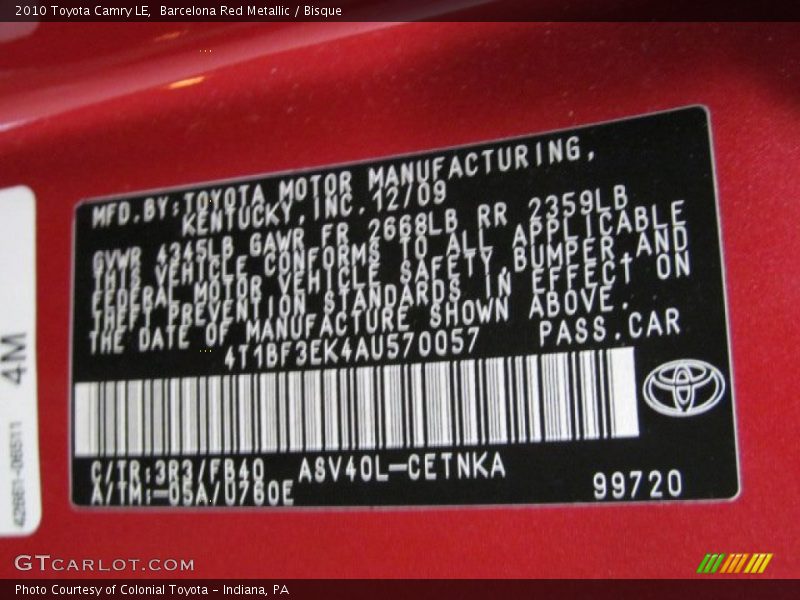 2010 Toyota Camry LE, Barcelona Red Metallic / Bisque
MFD.BY:TOYOTA MOTOR MANUFACTURING,
KENTUCKY,INC. 12/09
GVWR 4345LB GAWR FR 2668LB RR 2359LB
THIS VEHICLE CONFORMS TO ALL APPLICABLE
FEDERAL MOTOR VEHICLE SAFETY,BUMPER,AND
THEFT PREVENTION STANDARDS IN EFFECT ON
THE DATE OF MANUFACTURE SHOWN ABOVE.
4T1BF3EK4AU570057 PASS.CAR
C/TR:3R3/FB40 ASV40L-CETNKA
A/TM:-05A/U760E
99720
4M
42661-06511
GTCARLOT.COM
Photo Courtesy of Colonial Toyota - Indiana, PA